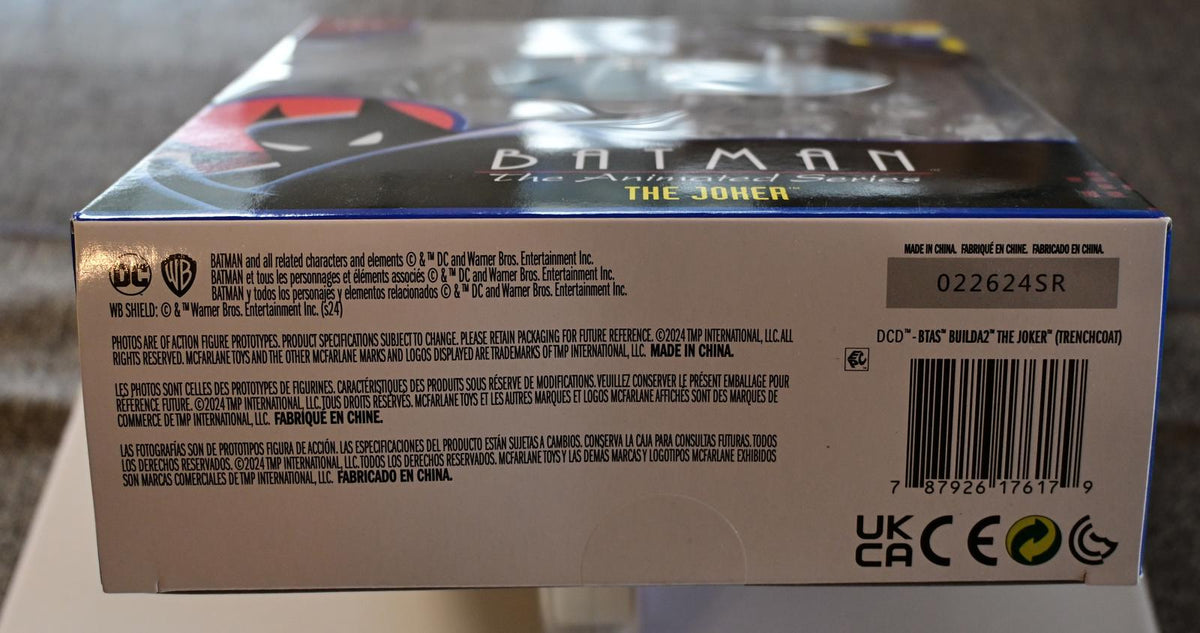 BATMAN™
The Animated Series
THE JOKER™
DC WB BATMAN and all related characters and elements © & ™ DC and Warner Bros. Entertainment Inc.
BATMAN et tous les personnages et éléments associés © & ™ DC and Warner Bros. Entertainment Inc.
BATMAN y todos los personajes y elementos relacionados © & ™ DC and Warner Bros. Entertainment Inc.
WB SHIELD: © & ™ Warner Bros. Entertainment Inc. (s24)
PHOTOS ARE OF ACTION FIGURE PROTOTYPES. PRODUCT SPECIFICATIONS SUBJECT TO CHANGE. PLEASE RETAIN PACKAGING FOR FUTURE REFERENCE. ©2024 TMP INTERNATIONAL, LLC. ALL
RIGHTS RESERVED. MCFARLANE TOYS AND THE OTHER MCFARLANE MARKS AND LOGOS DISPLAYED ARE TRADEMARKS OF TMP INTERNATIONAL, LLC. MADE IN CHINA.
LES PHOTOS SONT CELLES DES PROTOTYPES DE FIGURINES. CARACTÉRISTIQUES DES PRODUITS SOUS RÉSERVE DE MODIFICATIONS. VEUILLEZ CONSERVER LE PRÉSENT EMBALLAGE POUR
RÉFÉRENCE FUTURE. ©2024 TMP INTERNATIONAL, LLC. TOUS DROITS RÉSERVÉS. MCFARLANE TOYS ET LES AUTRES MARQUES ET LOGOS MCFARLANE AFFICHÉS SONT DES MARQUES DE
COMMERCE DE TMP INTERNATIONAL, LLC. FABRIQUÉ EN CHINE.
LAS FOTOGRAFÍAS SON DE PROTOTIPOS FIGURA DE ACCIÓN. LAS ESPECIFICACIONES DEL PRODUCTO ESTÁN SUJETAS A CAMBIOS. CONSERVA LA CAJA PARA CONSULTAS FUTURAS. TODOS
LOS DERECHOS RESERVADOS. ©2024 TMP INTERNATIONAL, LLC. TODOS LOS DERECHOS RESERVADOS. MCFARLANE TOYS Y LAS DEMÁS MARCAS Y LOGOTIPOS MCFARLANE EXHIBIDOS
SON MARCAS COMERCIALES DE TMP INTERNATIONAL, LLC. FABRICADO EN CHINA.
MADE IN CHINA. FABRIQUÉ EN CHINE. FABRICADO EN CHINA.
022624SR
DCD™ - BTAS™ BUILDA2™ THE JOKER™ (TRENCHCOAT)
7 87926 17617 9
UK
CA CE